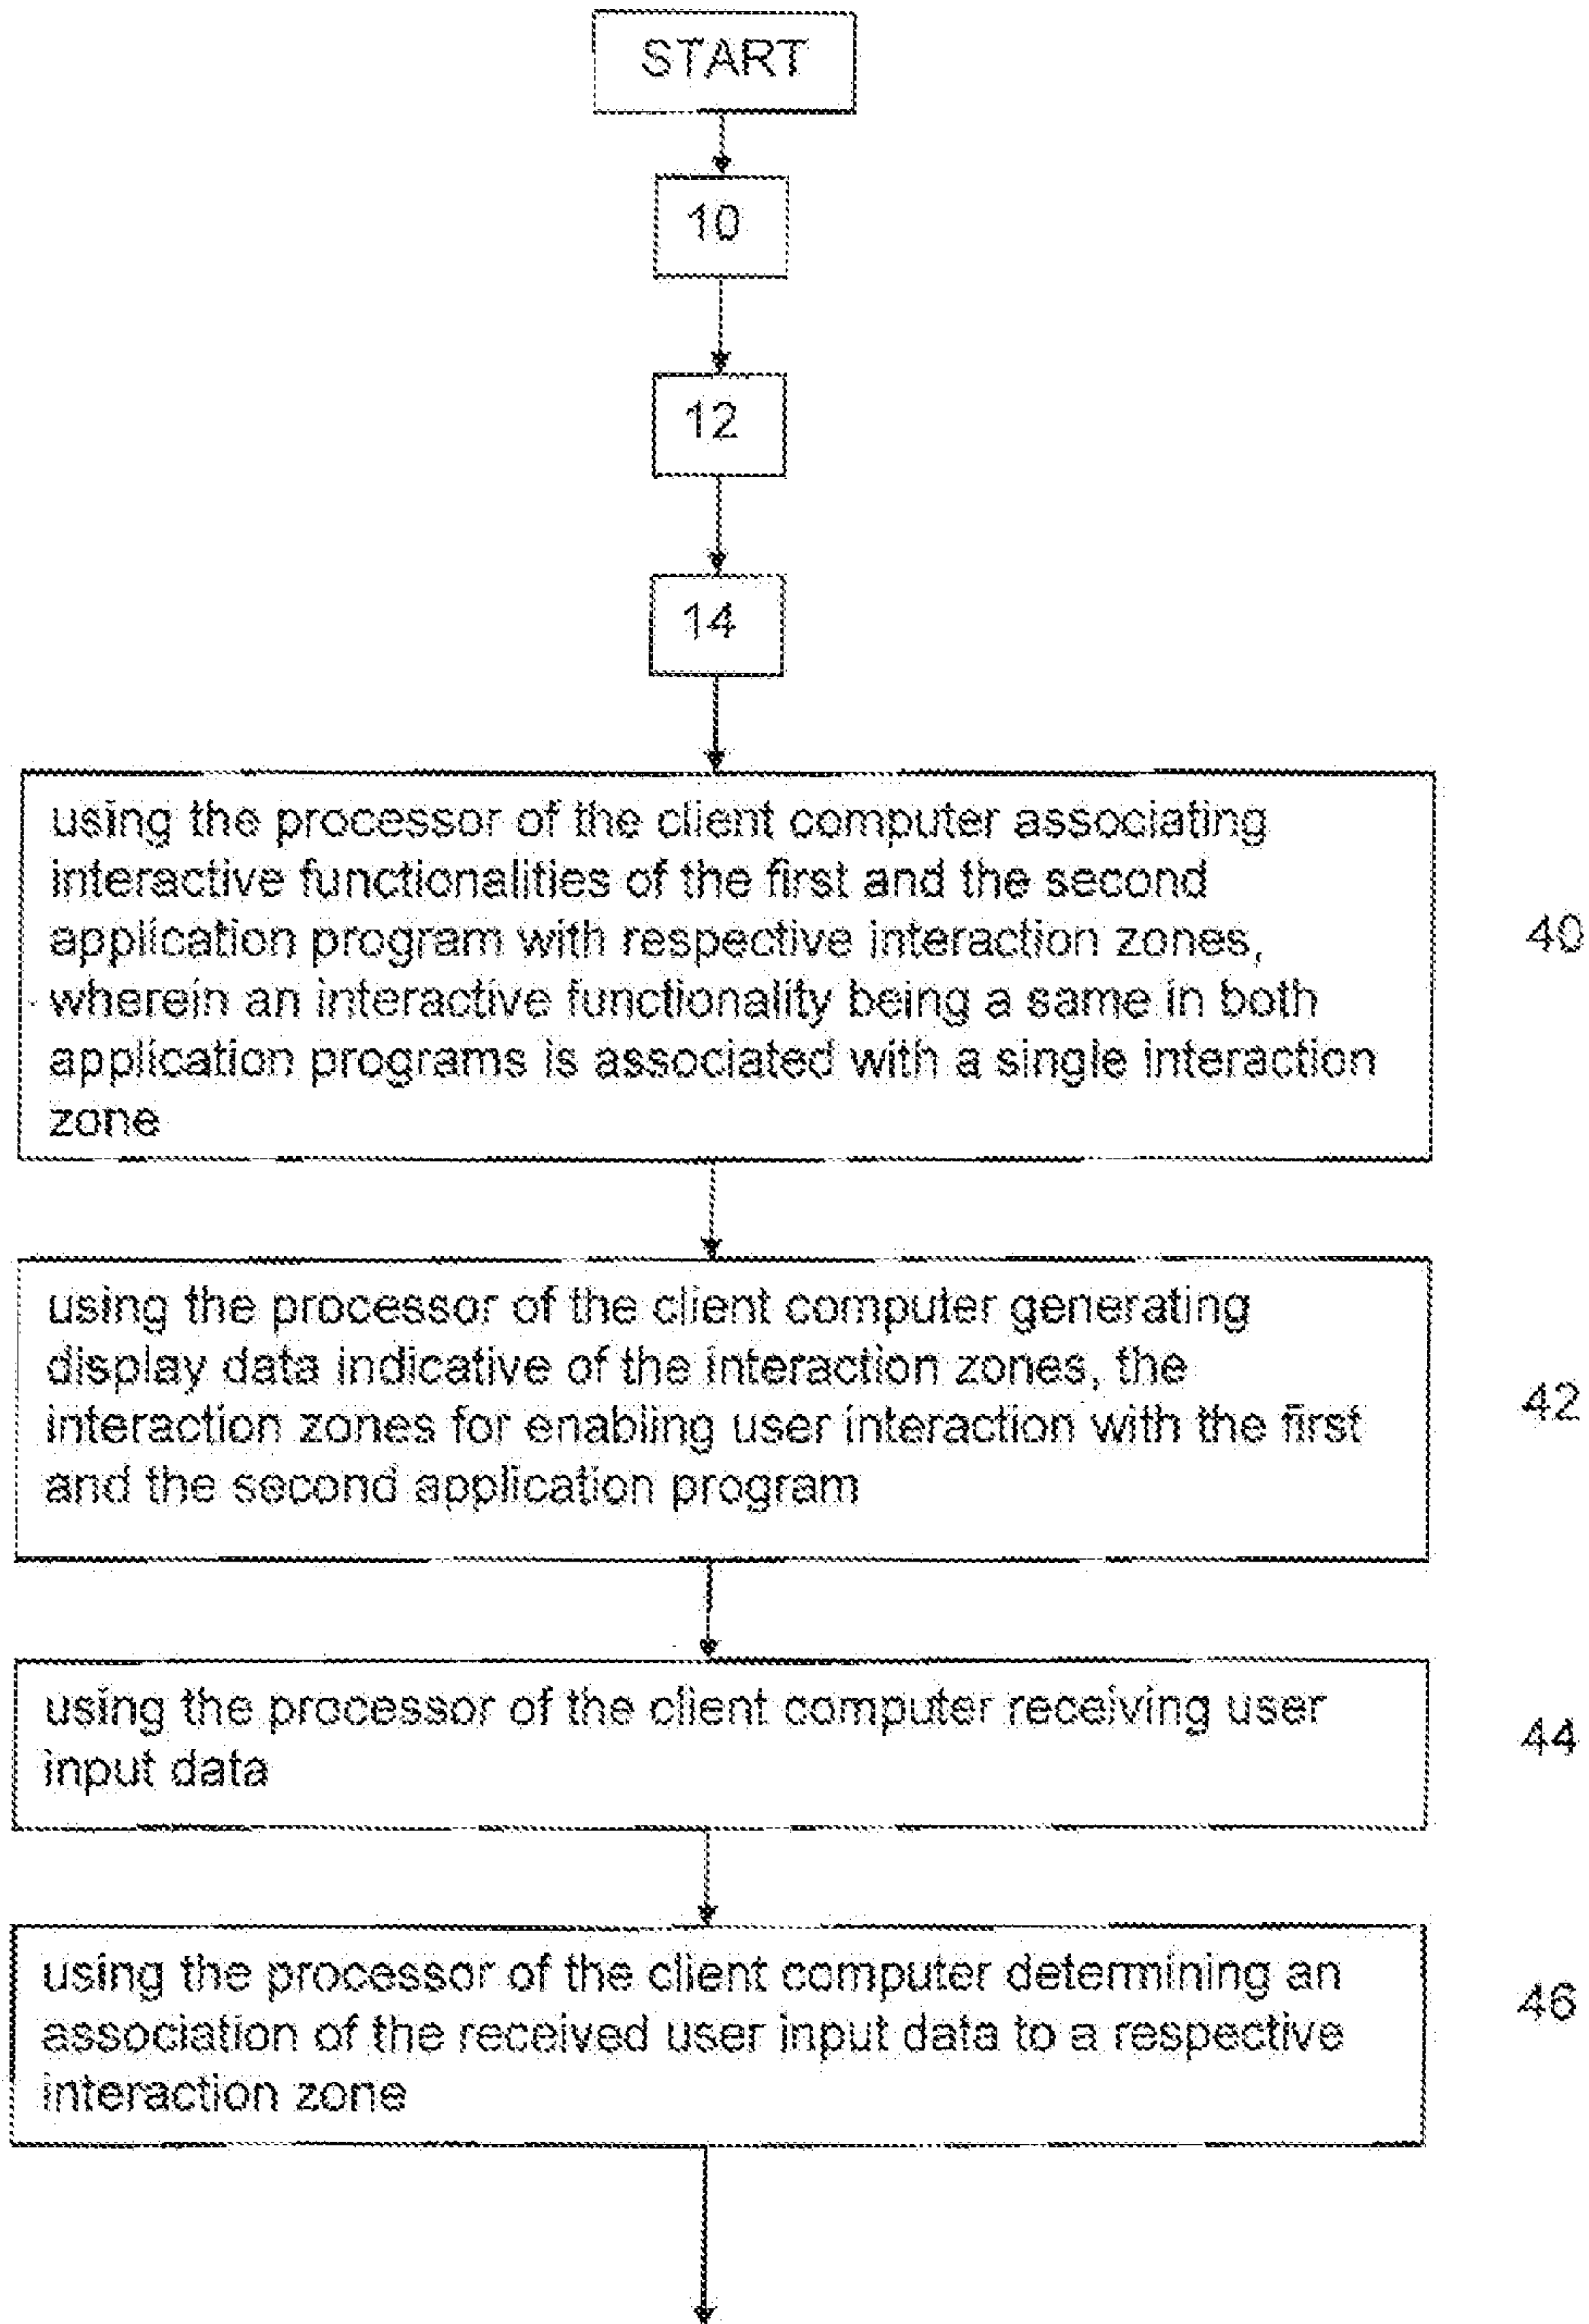 START
10
12
14
using the processor of the client computer associating
interactive functionalities of the first and the second
application program with respective interaction zones,
wherein an interactive functionality being a same in both
application programs is associated with a single interaction
zone
40
using the processor of the client computer generating
display data indicative of the interaction zones, the
interaction zones for enabling user interaction with the first
and the second application program
42
using the processor of the client computer receiving user
input data
44
using the processor of the client computer determining an
association of the received user input data to a respective
interaction zone
46